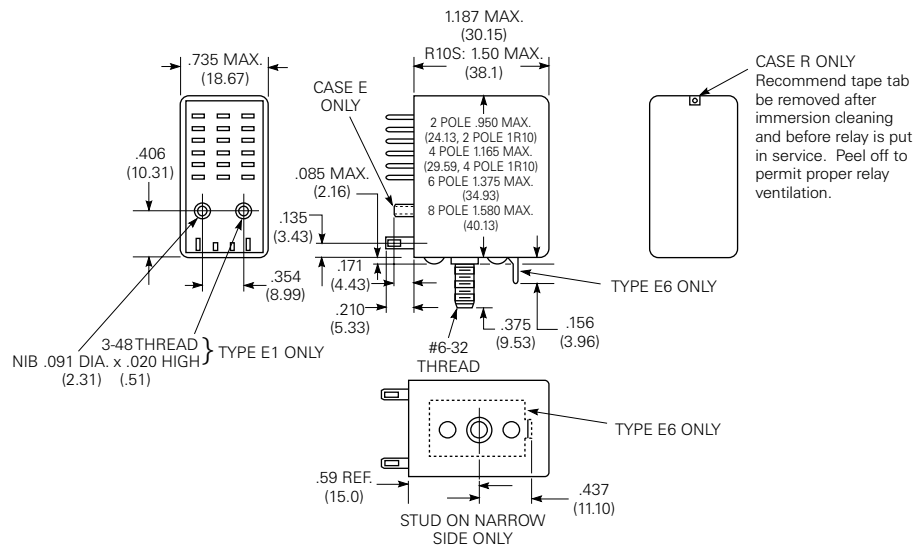 1.187 MAX.
(30.15)
R10S: 1.50 MAX.
(38.1)
.735 MAX.
(18.67)
CASE E
ONLY
CASE R ONLY
Recommend tape tab
be removed after
immersion cleaning
and before relay is put
in service. Peel off to
permit proper relay
ventilation.
2 POLE .950 MAX.
(24.13, 2 POLE 1R10)
4 POLE 1.165 MAX.
(29.59, 4 POLE 1R10)
6 POLE 1.375 MAX.
(34.93)
8 POLE 1.580 MAX.
(40.13)
.406
(10.31)
.085 MAX.
(2.16)
.135
(3.43)
.354
(8.99)
.171
(4.43)
.210
(5.33)
TYPE E6 ONLY
.375
(9.53)
.156
(3.96)
#6-32
THREAD
3-48 THREAD
NIB .091 DIA. x .020 HIGH } TYPE E1 ONLY
(2.31) (.51)
TYPE E6 ONLY
.59 REF.
(15.0)
.437
(11.10)
STUD ON NARROW
SIDE ONLY